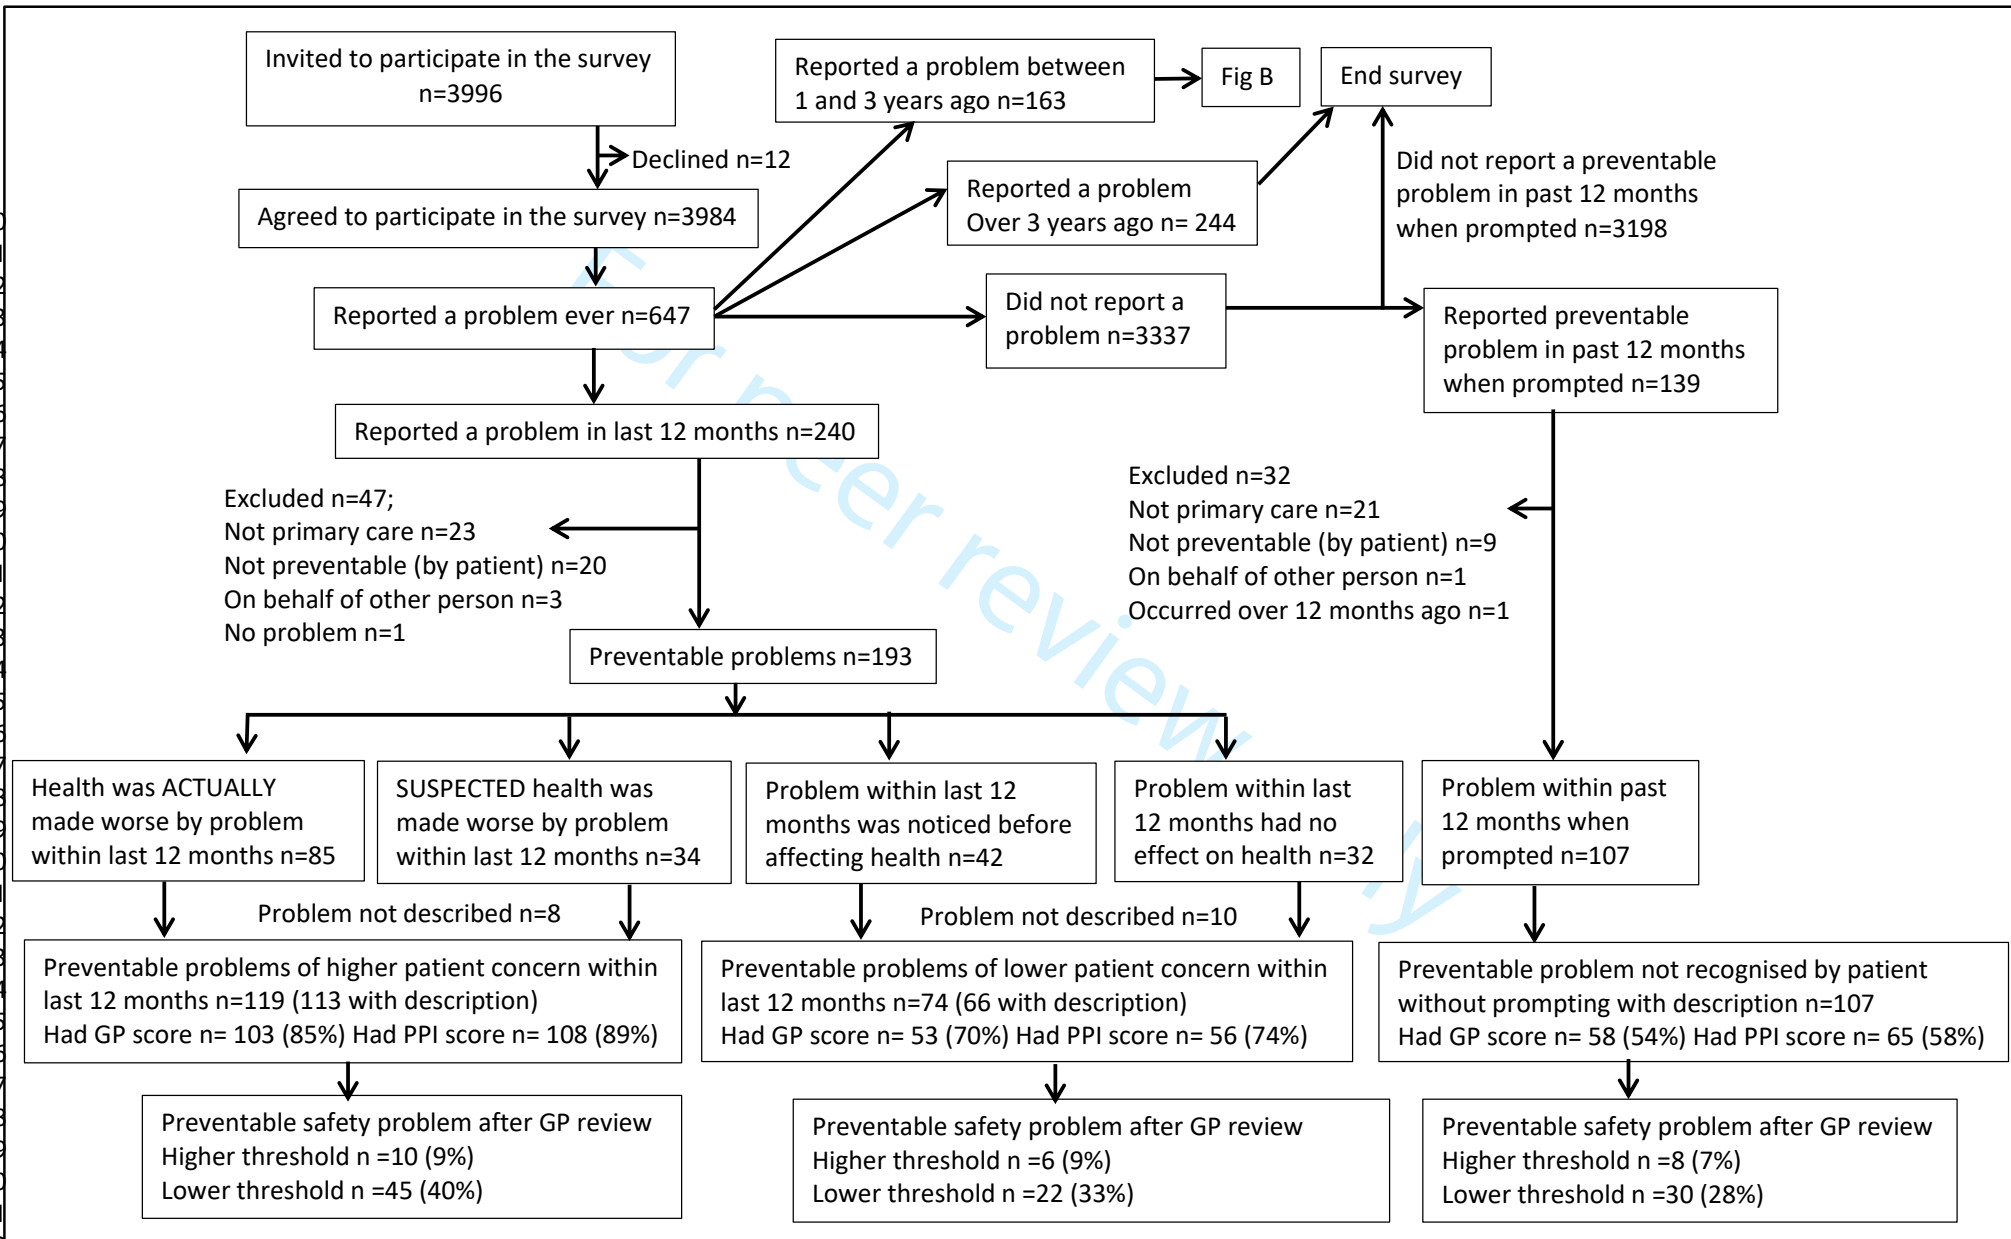 Invited to participate in the survey
n=3996
Declined n=12
Agreed to participate in the survey n=3984
Reported a problem ever n=647
Reported a problem between
1 and 3 years ago n=163
Fig B
End survey
Reported a problem
Over 3 years ago n= 244
Did not report a preventable
problem in past 12 months
when prompted n=3198
Did not report a
problem n=3337
Reported preventable
problem in past 12 months
when prompted n=139
Reported a problem in last 12 months n=240
Excluded n=47;
Not primary care n=23
Not preventable (by patient) n=20
On behalf of other person n=3
No problem n=1
Excluded n=32
Not primary care n=21
Not preventable (by patient) n=9
On behalf of other person n=1
Occurred over 12 months ago n=1
Preventable problems n=193
Health was ACTUALLY
made worse by problem
within last 12 months n=85
SUSPECTED health was
made worse by problem
within last 12 months n=34
Problem within last 12
months was noticed before
affecting health n=42
Problem within last
12 months had no
effect on health n=32
Problem within past
12 months when
prompted n=107
Problem not described n=8
Problem not described n=10
Preventable problems of higher patient concern within
last 12 months n=119 (113 with description)
Had GP score n= 103 (85%) Had PPI score n= 108 (89%)
Preventable problems of lower patient concern within
last 12 months n=74 (66 with description)
Had GP score n= 53 (70%) Had PPI score n= 56 (74%)
Preventable problem not recognised by patient
without prompting with description n=107
Had GP score n= 58 (54%) Had PPI score n= 65 (58%)
Preventable safety problem after GP review
Higher threshold n =10 (9%)
Lower threshold n =45 (40%)
Preventable safety problem after GP review
Higher threshold n =6 (9%)
Lower threshold n =22 (33%)
Preventable safety problem after GP review
Higher threshold n =8 (7%)
Lower threshold n =30 (28%)
For peer review only